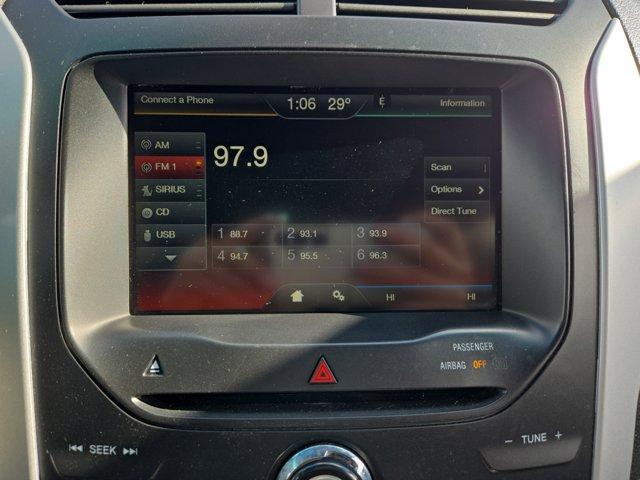 Connect a Phone 1:06 29° E Information
AM
FM 1 97.9
SIRIUS
CD
USB
Scan
Options >
Direct Tune
1 88.7 2 93.1 3 93.9
4 94.7 5 95.5 6 96.3
HI HI
PASSENGER
AIRBAG OFF
SEEK
- TUNE +